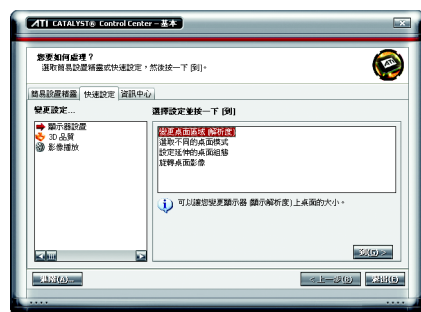 ATI CATALYST® Control Center – 基本
您要如何處理？
選取簡易設置精靈或快速設定，然後按一下 [到]。
簡易設置精靈 快速設定 資訊中心
變更設定...
顯示器設置
3D 品質
影像播放
選擇設定並按一下 [到]
變更桌面區域 (解析度)
選取不同的桌面模式
設定延伸的桌面組態
旋轉桌面影像
可以讓您變更顯示器 (顯示解析度) 上桌面的大小。
到(G) >
進階(A)...
< 上一步(B)